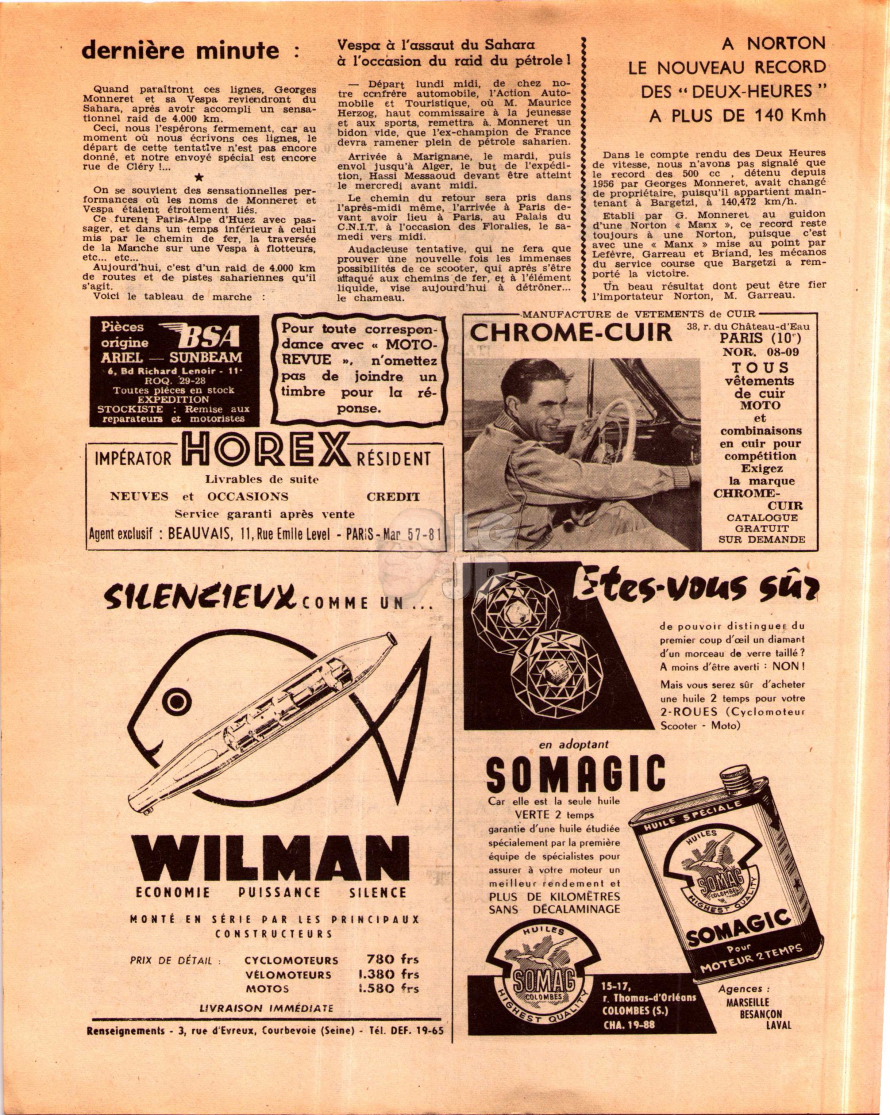 dernière minute :
Quand paraîtront ces lignes, Georges
Monneret et sa Vespa reviendront du
Sahara, après avoir accompli un sensa-
tionnel raid de 4.000 km.
Ceci, nous l'espérons fermement, car au
moment où nous écrivons ces lignes, le
départ de cette tentative n'est pas encore
donné, et notre envoyé spécial est encore
rue de Cléry !...
★
On se souvient des sensationnelles per-
formances où les noms de Monneret et
Vespa étaient étroitement liés.
Ce furent Paris-Alpe d'Huez avec pas-
sager, et dans un temps inférieur à celui
mis par le chemin de fer, la traversée
de la Manche sur une Vespa à flotteurs,
etc... etc...
Aujourd'hui, c'est d'un raid de 4.000 km
de routes et de pistes sahariennes qu'il
s'agit.
Voici le tableau de marche :
Vespa à l'assaut du Sahara
à l'occasion du raid du pétrole !
— Départ lundi midi, de chez no-
tre confrère automobile, l'Action Auto-
mobile et Touristique, où M. Maurice
Herzog, haut commissaire à la jeunesse
et aux sports, remettra à Monneret un
bidon vide, que l'ex-champion de France
devra ramener plein de pétrole saharien.
Arrivée à Marignane, le mardi, puis
envol jusqu'à Alger, le but de l'expédi-
tion, Hassi Messaoud devant être atteint
le mercredi avant midi.
Le chemin du retour sera pris dans
l'après-midi même, l'arrivée à Paris de-
vant avoir lieu à Paris, au Palais du
C.N.I.T. à l'occasion des Floralies, le sa-
medi vers midi.
Audacieuse tentative, qui ne fera que
prouver une nouvelle fois les immenses
possibilités de ce scooter, qui après s'être
attaqué aux chemins de fer, et à l'élément
liquide, vise aujourd'hui à détrôner...
le chameau.
A NORTON
LE NOUVEAU RECORD
DES "DEUX-HEURES"
A PLUS DE 140 Kmh
Dans le compte rendu des Deux Heures
de vitesse, nous n'avons pas signalé que
le record des 500 cc , détenu depuis
1956 par Georges Monneret, avait changé
de propriétaire, puisqu'il appartient main-
tenant à Bargetzi, à 140,472 km/h.
Etabli par G. Monneret au guidon
d'une Norton « Manx », ce record reste
toujours à une Norton, puisque c'est
avec une « Manx » mise au point par
Lefèvre, Garreau et Briand, les mécanos
du service course que Bargetzi a rem-
porté la victoire.
Un beau résultat dont peut être fier
l'importateur Norton, M. Garreau.
Pièces
origine BSA
ARIEL — SUNBEAM
6, Bd Richard Lenoir - 11e
ROQ. 29-28
Toutes pièces en stock
EXPEDITION
STOCKISTE : Remise aux
reparateurs et motoristes
Pour toute correspon-
dance avec « MOTO-
REVUE », n'omettez
pas de joindre un
timbre pour la ré-
ponse.
IMPÉRATOR HOREX RÉSIDENT
Livrables de suite
NEUVES et OCCASIONS CREDIT
Service garanti après vente
Agent exclusif : BEAUVAIS, 11, Rue Emile Level - PARIS - Mar 57-81
MANUFACTURE de VETEMENTS de CUIR
CHROME-CUIR 38, r. du Château-d'Eau
PARIS (10e)
NOR. 08-09
TOUS
vêtements
de cuir
MOTO
et
combinaisons
en cuir pour
compétition
Exigez
la marque
CHROME-
CUIR
CATALOGUE
GRATUIT
SUR DEMANDE
SILENCIEUX COMME UN...
WILMAN
ECONOMIE PUISSANCE SILENCE
MONTÉ EN SÉRIE PAR LES PRINCIPAUX
CONSTRUCTEURS
PRIX DE DÉTAIL : CYCLOMOTEURS 780 frs
VÉLOMOTEURS 1.380 frs
MOTOS 1.580 frs
LIVRAISON IMMÉDIATE
Renseignements - 3, rue d'Evreux, Courbevoie (Seine) - Tél. DEF. 19-65
Etes-vous sûr
de pouvoir distinguer du
premier coup d'œil un diamant
d'un morceau de verre taillé ?
A moins d'être averti : NON !
Mais vous serez sûr d'acheter
une huile 2 temps pour votre
2-ROUES (Cyclomoteur
Scooter - Moto)
en adoptant
SOMAGIC
Car elle est la seule huile
VERTE 2 temps
garantie d'une huile étudiée
spécialement par la première
équipe de spécialistes pour
assurer à votre moteur un
meilleur rendement et
PLUS DE KILOMÈTRES
SANS DÉCALAMINAGE
HUILE SPÉCIALE
HUILES
SOMAG
COLOMBES
HIGHEST QUALITY
SOMAGIC
Pour
MOTEUR 2 TEMPS
HUILES
SOMAG
COLOMBES
HIGHEST QUALITY
15-17,
r. Thomas-d'Orléans
COLOMBES (S.)
CHA. 19-88
Agences :
MARSEILLE
BESANÇON
LAVAL